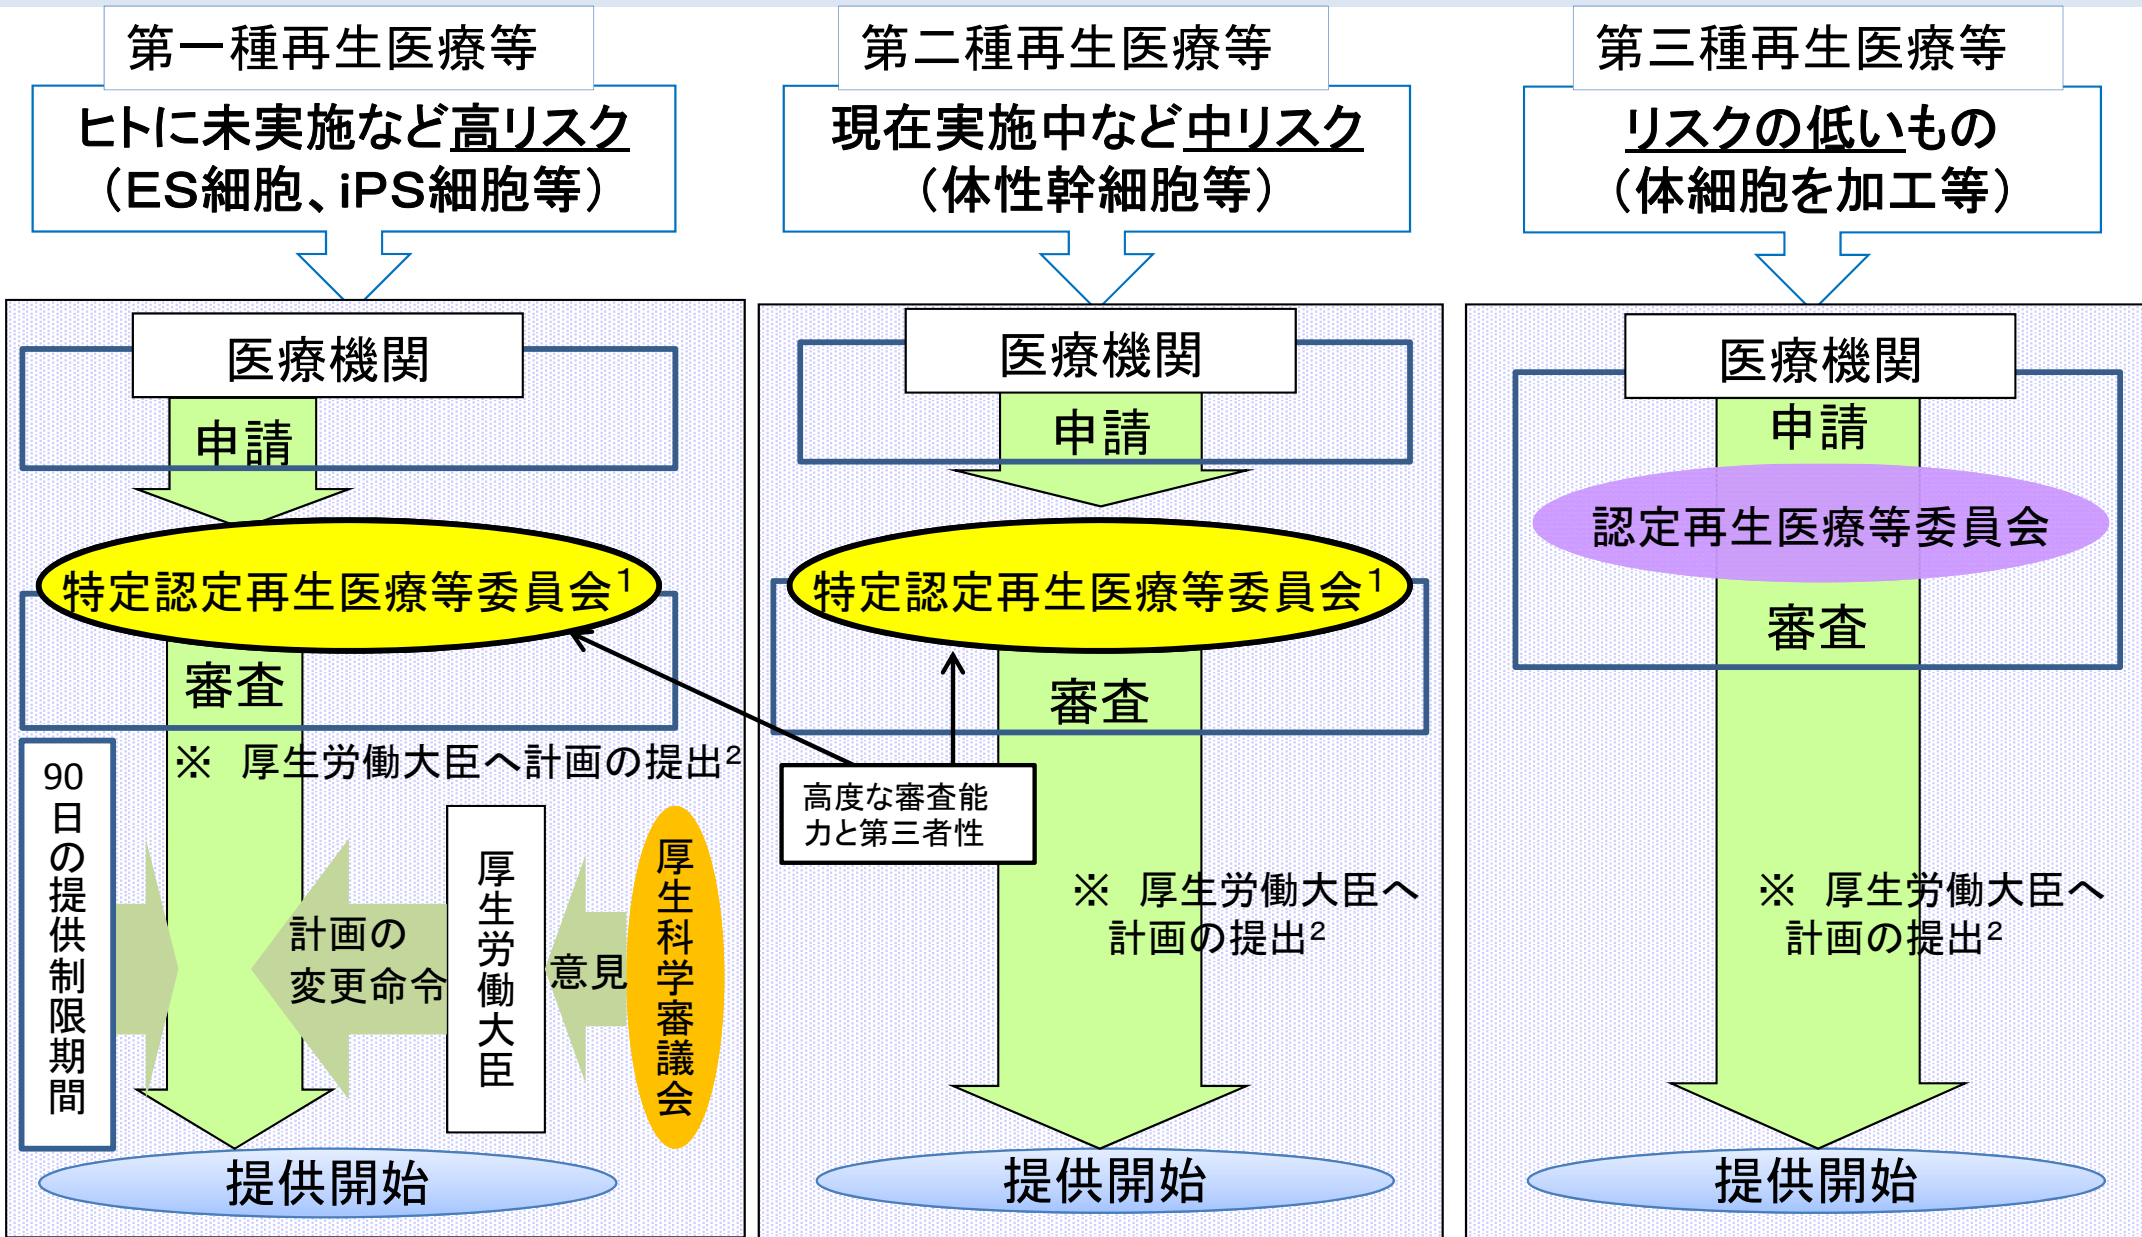 第一種再生医療等
ヒトに未実施など高リスク
（ES細胞、iPS細胞等）
医療機関
申請
特定認定再生医療等委員会¹
審査
※　厚生労働大臣へ計画の提出²
90日の提供制限期間
計画の
変更命令
厚生労働大臣
意見
厚生科学審議会
提供開始
第二種再生医療等
現在実施中など中リスク
（体性幹細胞等）
医療機関
申請
特定認定再生医療等委員会¹
審査
高度な審査能
力と第三者性
※　厚生労働大臣へ
計画の提出²
提供開始
第三種再生医療等
リスクの低いもの
（体細胞を加工等）
医療機関
申請
認定再生医療等委員会
審査
※　厚生労働大臣へ
計画の提出²
提供開始